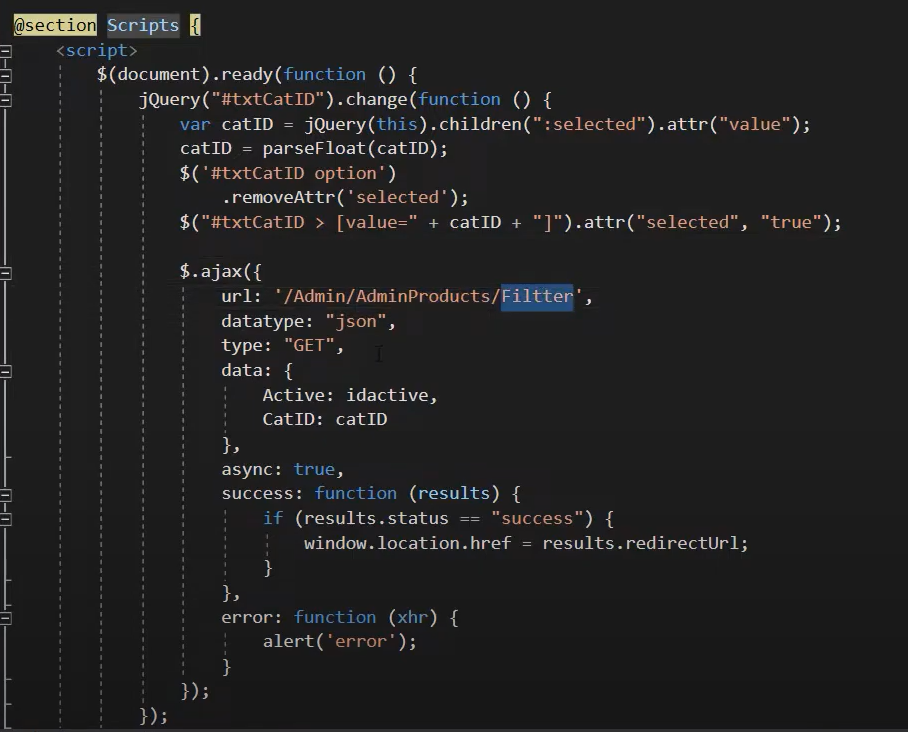 @section Scripts {
<script>
$(document).ready(function () {
jQuery("#txtCatID").change(function () {
var catID = jQuery(this).children(":selected").attr("value");
catID = parseFloat(catID);
$('#txtCatID option')
.removeAttr('selected');
$("#txtCatID > [value=" + catID + "]").attr("selected", "true");
$.ajax({
url: '/Admin/AdminProducts/Filtter',
datatype: "json",
type: "GET",
data: {
Active: idactive,
CatID: catID
},
async: true,
success: function (results) {
if (results.status == "success") {
window.location.href = results.redirectUrl;
}
},
error: function (xhr) {
alert('error');
}
});
});